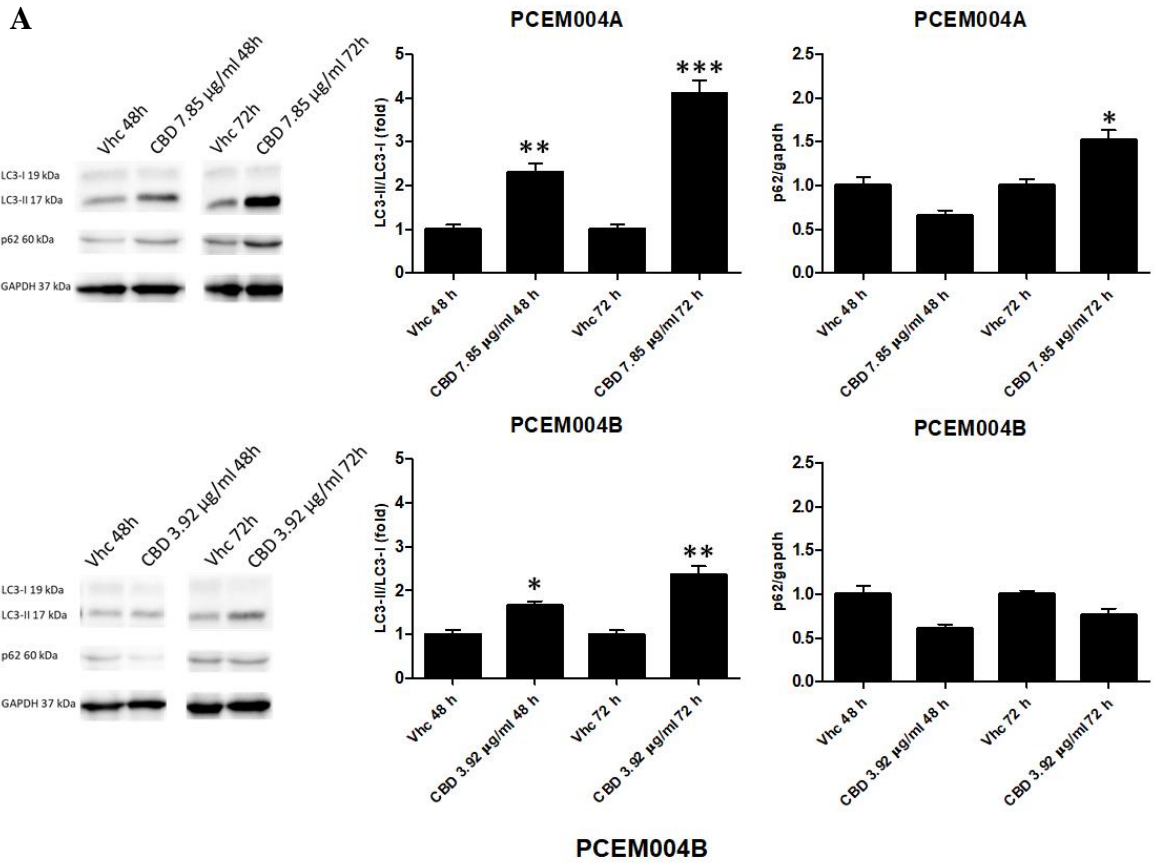 A
Vhc 48h
CBD 7.85 µg/ml 48h
Vhc 72h
CBD 7.85 µg/ml 72h
LC3-I 19 kDa
LC3-II 17 kDa
p62 60 kDa
GAPDH 37 kDa
PCEM004A
LC3-II/LC3-I (fold)
5
4
3
2
1
0
**
***
Vhc 48 h
CBD 7.85 µg/ml 48 h
Vhc 72 h
CBD 7.85 µg/ml 72 h
PCEM004A
p62/gapdh
2.5
2.0
1.5
1.0
0.5
0.0
*
Vhc 48 h
CBD 7.85 µg/ml 48 h
Vhc 72 h
CBD 7.85 µg/ml 72 h
Vhc 48h
CBD 3.92 µg/ml 48h
Vhc 72h
CBD 3.92 µg/ml 72h
LC3-I 19 kDa
LC3-II 17 kDa
p62 60 kDa
GAPDH 37 kDa
PCEM004B
LC3-II/LC3-I (fold)
5
4
3
2
1
0
*
**
Vhc 48 h
CBD 3.92 µg/ml 48 h
Vhc 72 h
CBD 3.92 µg/ml 72 h
PCEM004B
p62/gapdh
2.5
2.0
1.5
1.0
0.5
0.0
Vhc 48 h
CBD 3.92 µg/ml 48 h
Vhc 72 h
CBD 3.92 µg/ml 72 h
PCEM004B